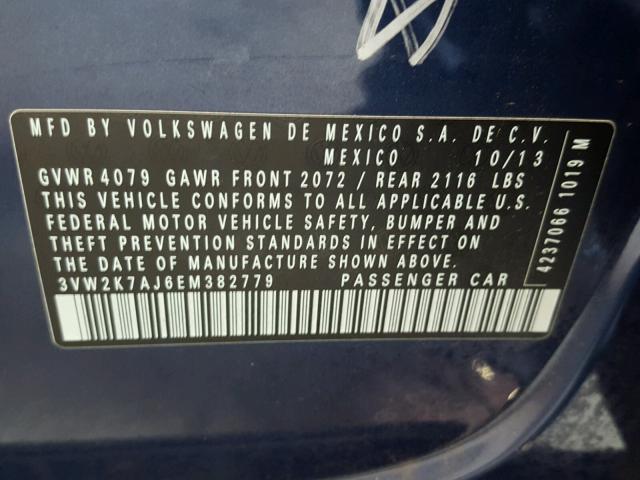 MFD BY VOLKSWAGEN DE MEXICO S.A. DE C.V.
MEXICO 10/13
GVWR 4079 GAWR FRONT 2072 / REAR 2116 LBS
THIS VEHICLE CONFORMS TO ALL APPLICABLE U.S.
FEDERAL MOTOR VEHICLE SAFETY, BUMPER AND
THEFT PREVENTION STANDARDS IN EFFECT ON
THE DATE OF MANUFACTURE SHOWN ABOVE.
3VW2K7AJ6EM382779 PASSENGER CAR
4237066 1019 M